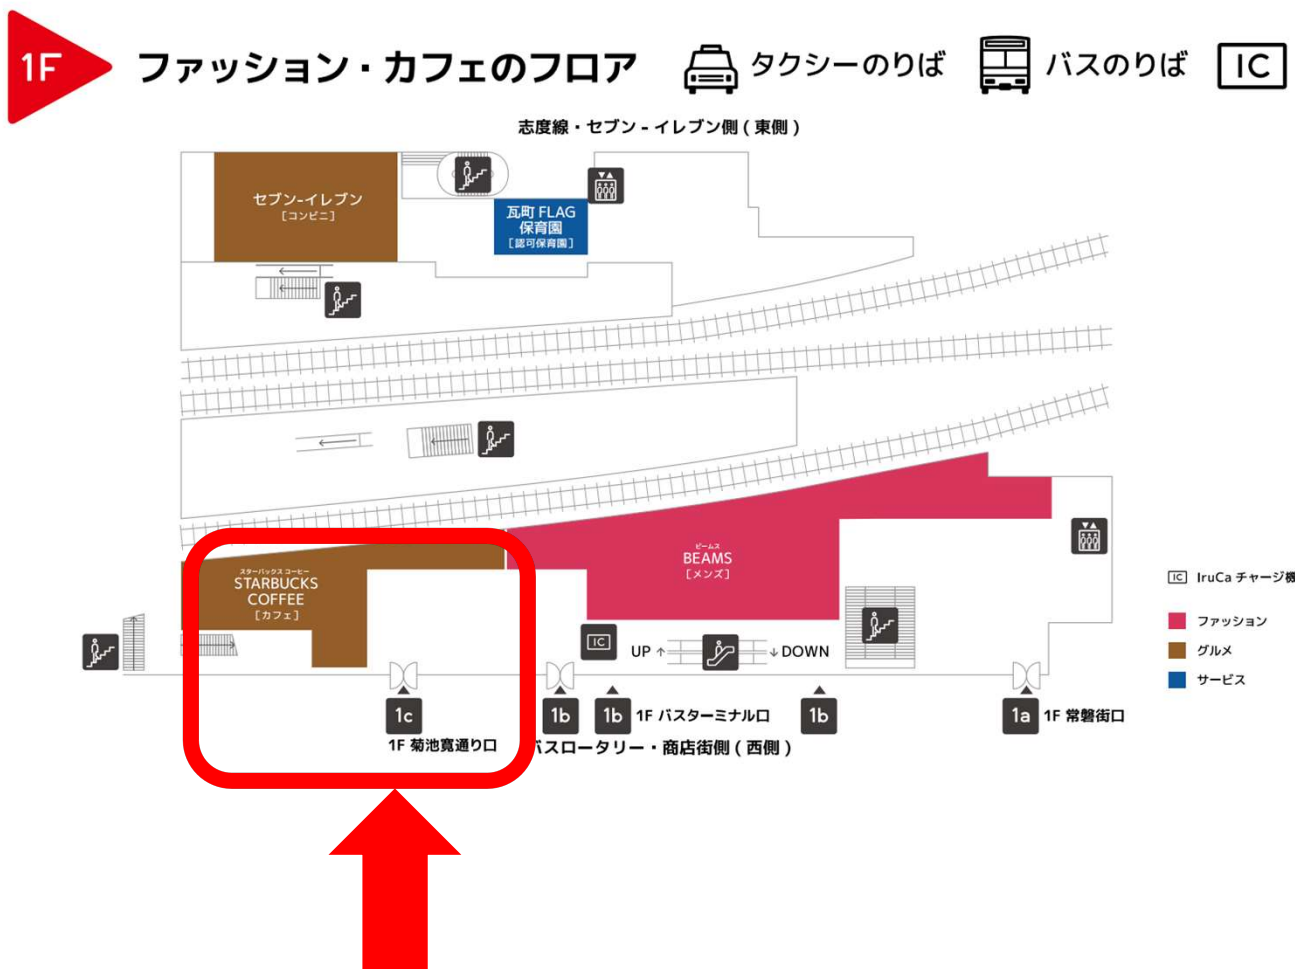 1F
ファッション・カフェのフロア
タクシーのりば
バスのりば
IC
志度線・セブン - イレブン側 ( 東側 )
セブン-イレブン
[コンビニ]
瓦町 FLAG
保育園
[認可保育園]
スターバックス コーヒー
STARBUCKS
COFFEE
[カフェ]
ビームス
BEAMS
[メンズ]
IC
UP ↑
↓ DOWN
IC IruCa チャージ機
ファッション
グルメ
サービス
1c
1F 菊池寛通り口
1b
1b
1F バスターミナル口
1b
1a
1F 常磐街口
バスロータリー・商店街側 ( 西側 )